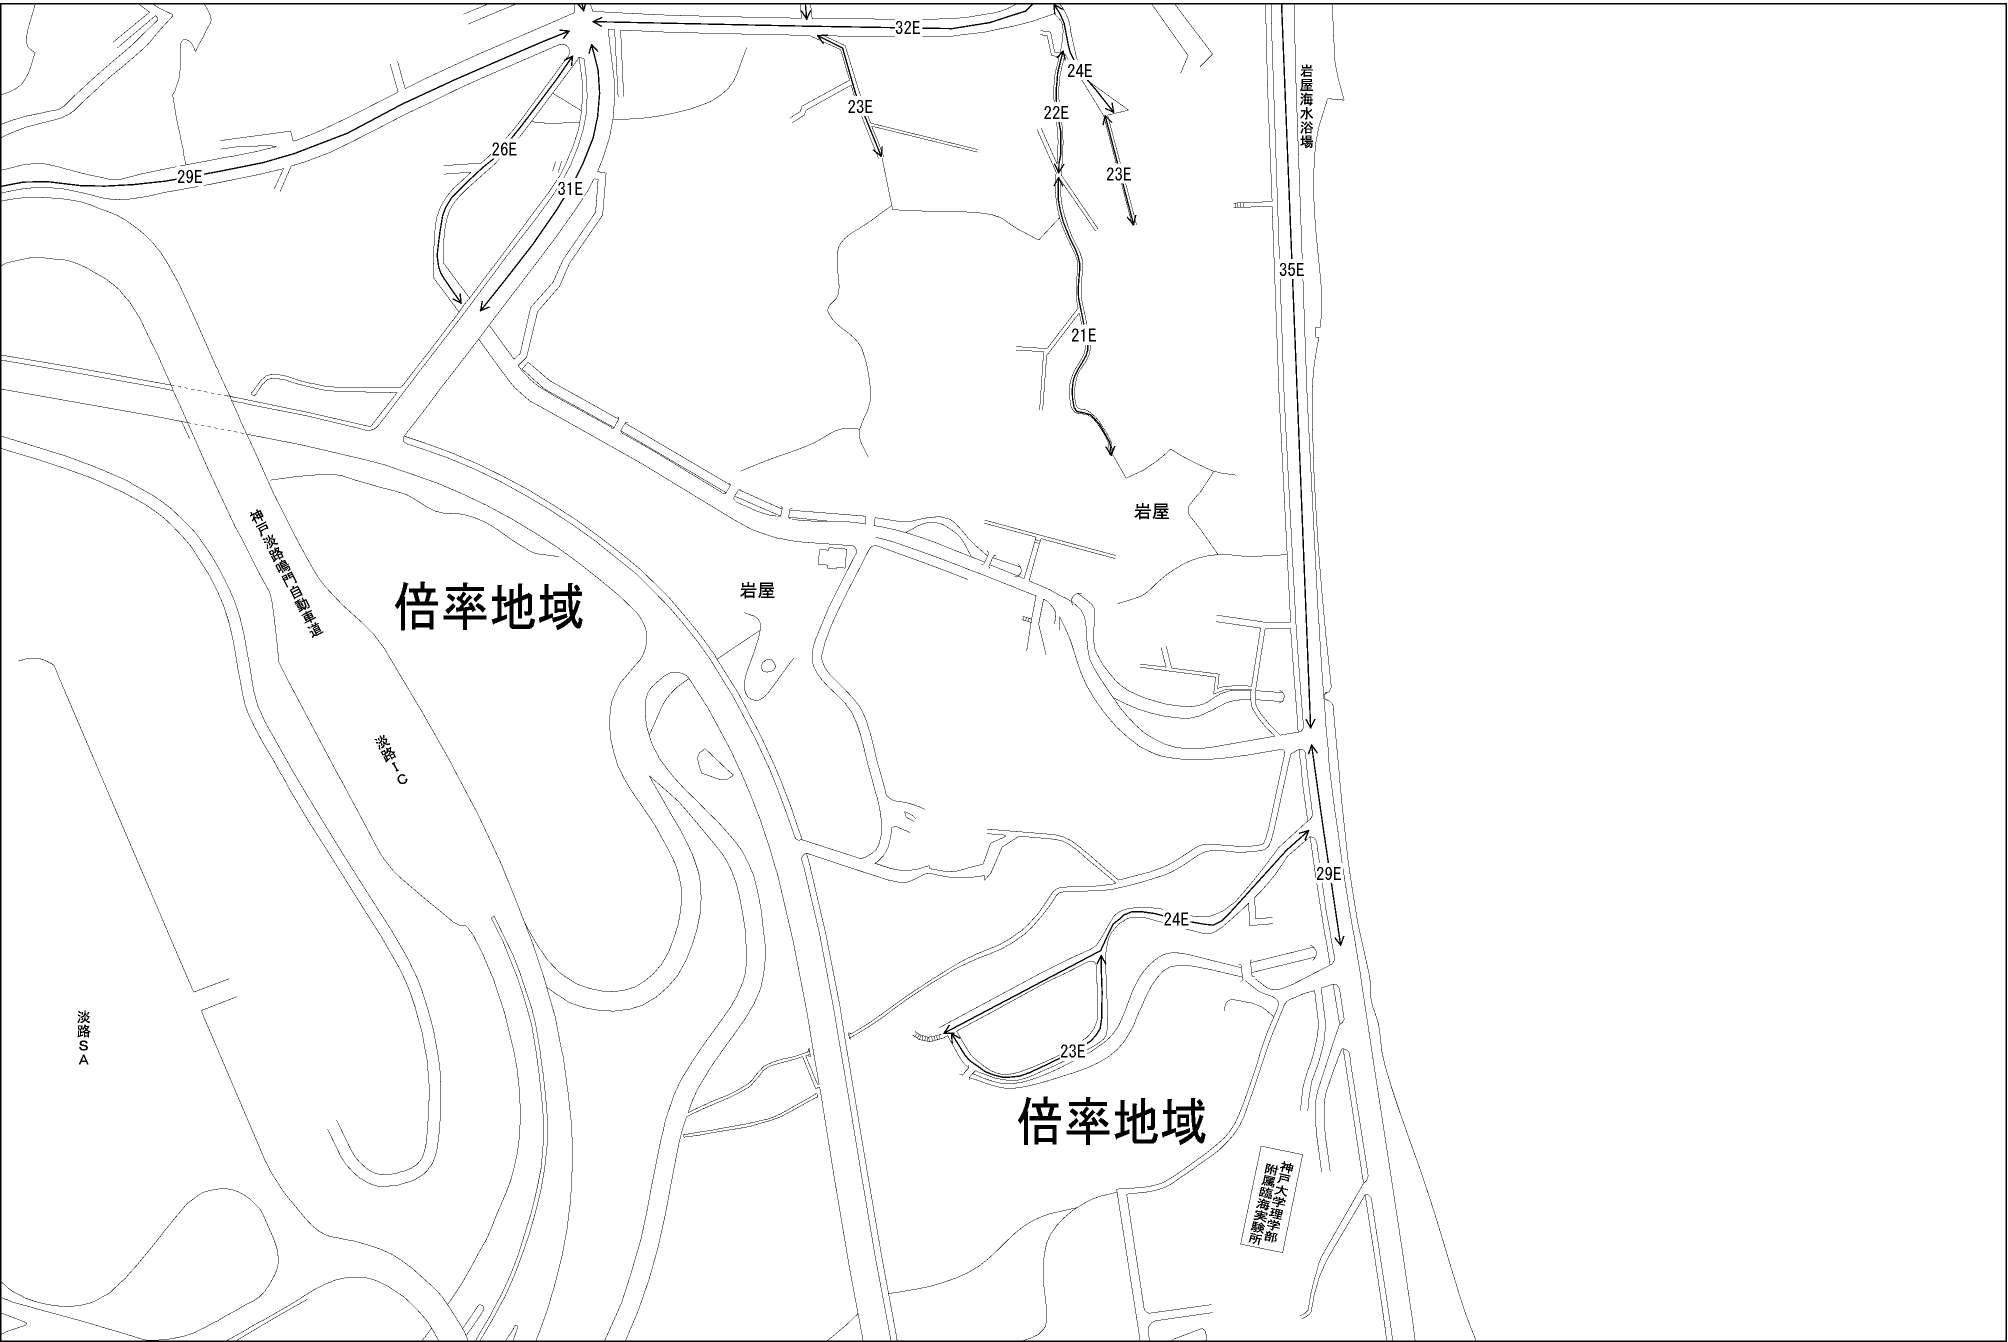 32E
24E
岩屋海水浴場
23E
22E
26E
29E
23E
31E
35E
21E
岩屋
神戸淡路鳴門自動車道
倍率地域
岩屋
淡路IC
29E
24E
淡路SA
23E
倍率地域
神戸大学理学部
附属臨海実験所